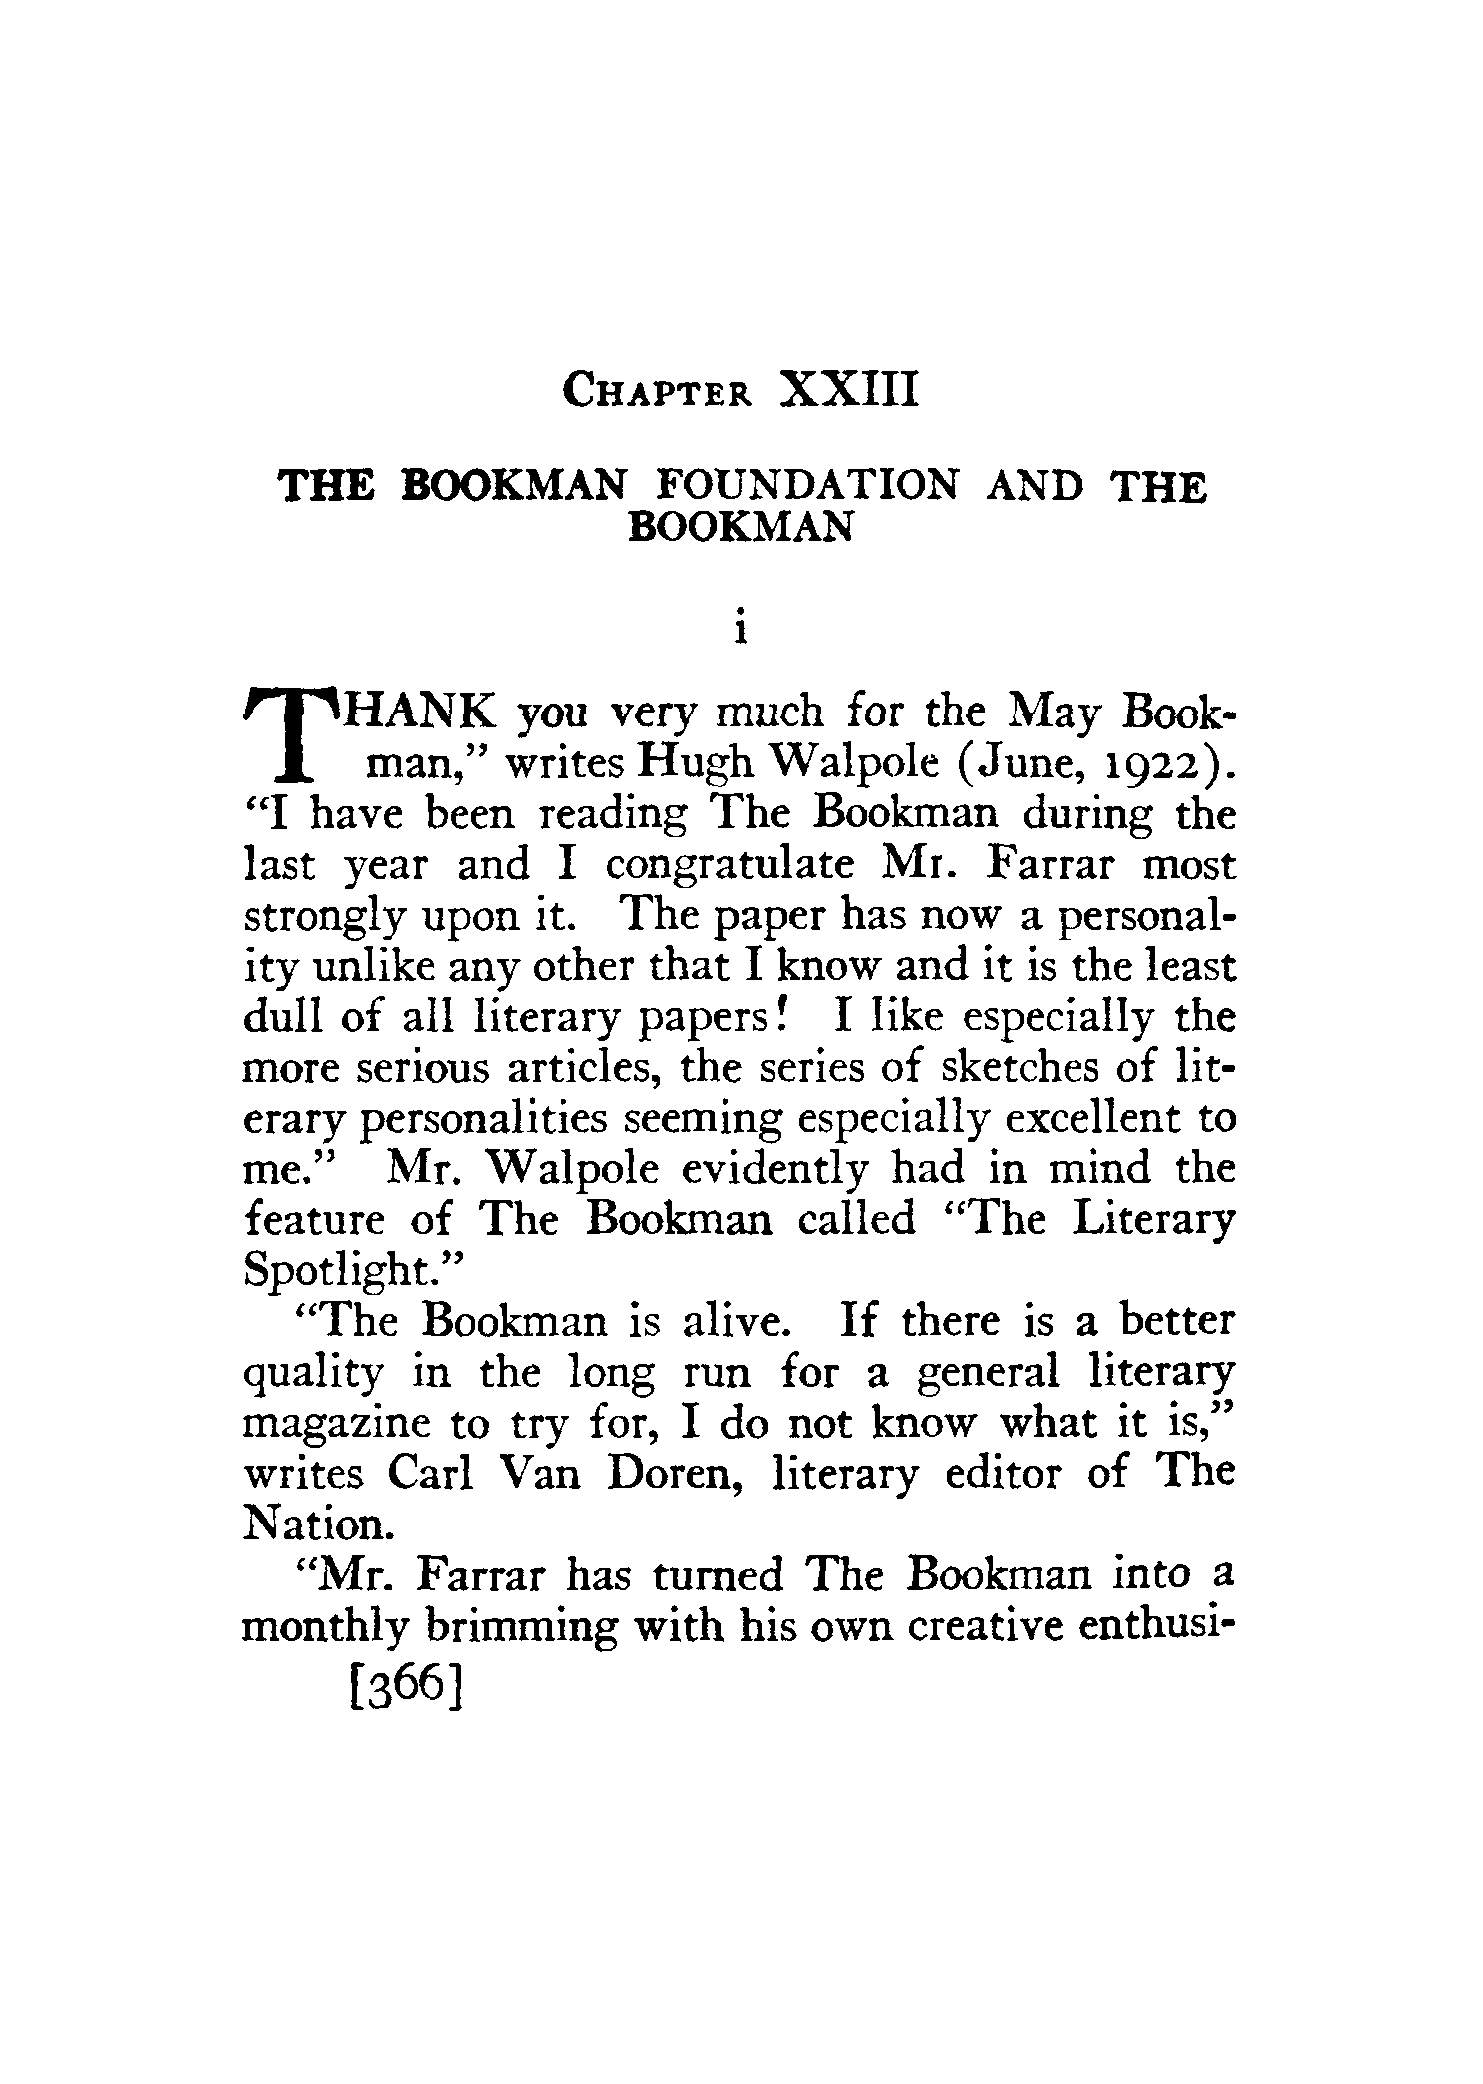 CHAPTER XXIII
THE BOOKMAN FOUNDATION AND THE
BOOKMAN
i
THANK you very much for the May Book-
man,” writes Hugh Walpole (June, 1922).
“I have been reading The Bookman during the
last year and I congratulate Mr. Farrar most
strongly upon it. The paper has now a personal-
ity unlike any other that I know and it is the least
dull of all literary papers! I like especially the
more serious articles, the series of sketches of lit-
erary personalities seeming especially excellent to
me.” Mr. Walpole evidently had in mind the
feature of The Bookman called “The Literary
Spotlight.”
“The Bookman is alive. If there is a better
quality in the long run for a general literary
magazine to try for, I do not know what it is,”
writes Carl Van Doren, literary editor of The
Nation.
“Mr. Farrar has turned The Bookman into a
monthly brimming with his own creative enthusi-
[366]